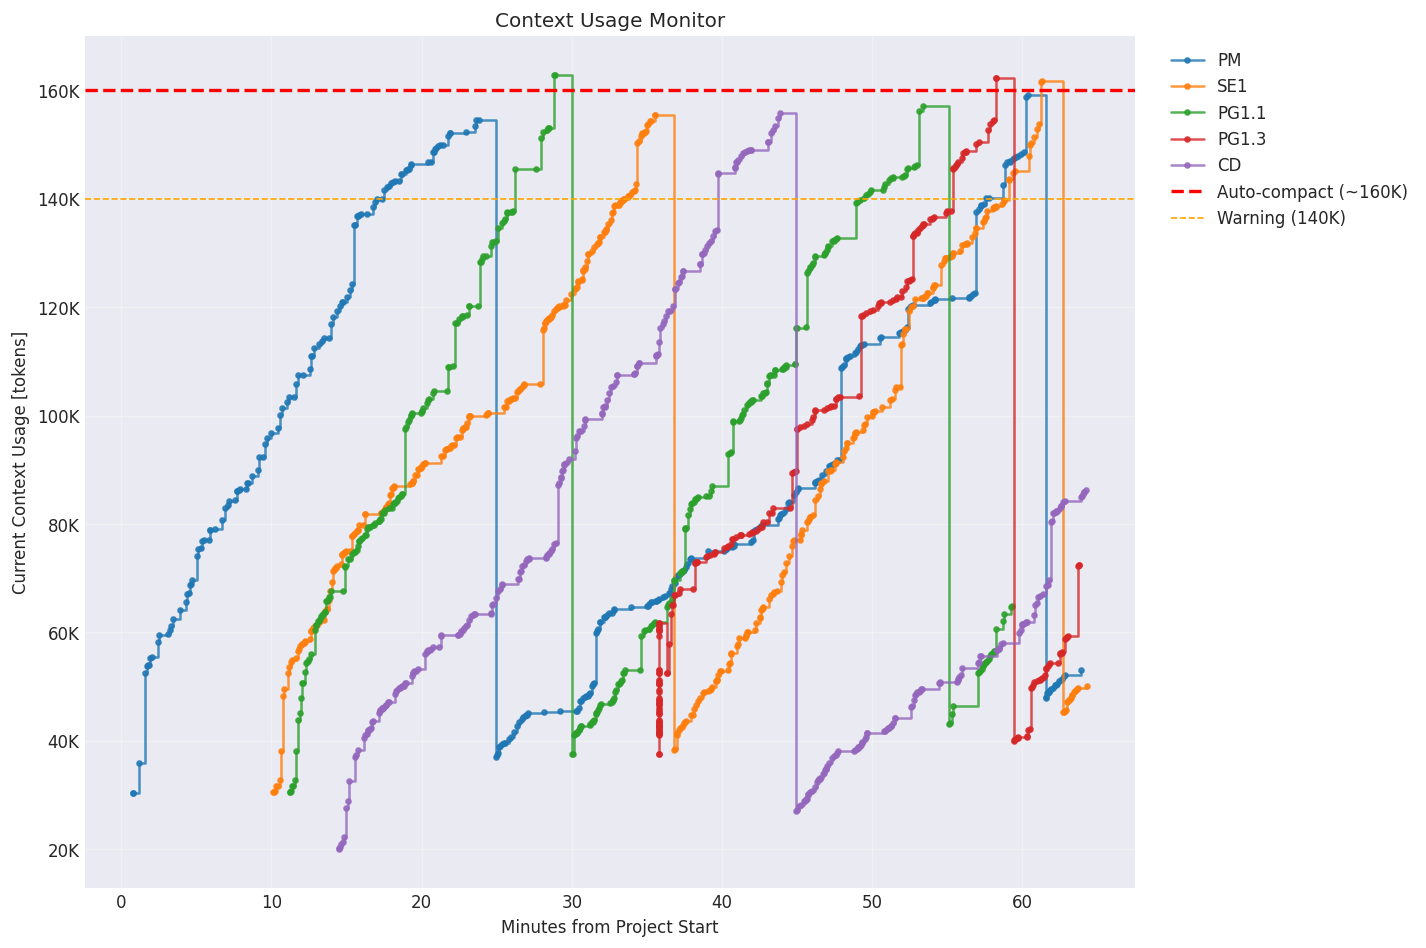 Context Usage Monitor
PM
SE1
PG1.1
PG1.3
CD
Auto-compact (~160K)
Warning (140K)
Current Context Usage [tokens]
160K
140K
120K
100K
80K
60K
40K
20K
0 10 20 30 40 50 60
Minutes from Project Start